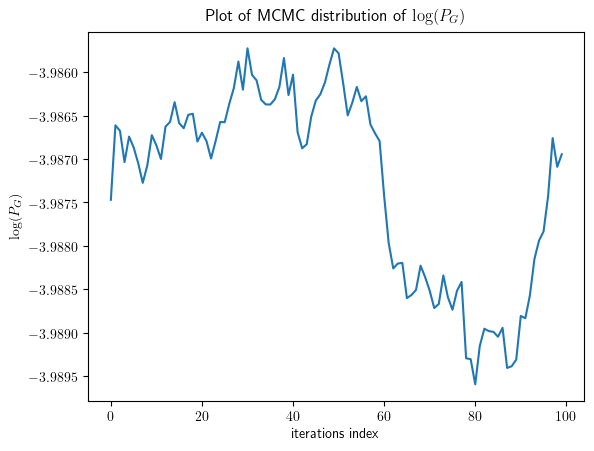 Plot of MCMC distribution of log(P_G)
log(P_G)
−3.9860
−3.9865
−3.9870
−3.9875
−3.9880
−3.9885
−3.9890
−3.9895
0 20 40 60 80 100
iterations index